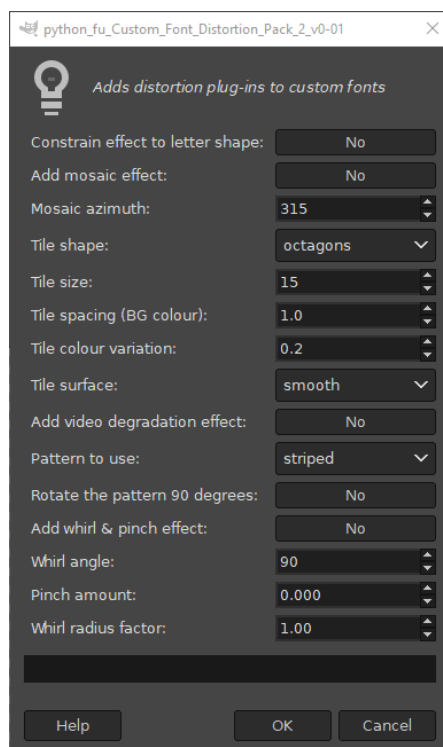 python_fu_Custom_Font_Distortion_Pack_2_v0-01
Adds distortion plug-ins to custom fonts
Constrain effect to letter shape: No
Add mosaic effect: No
Mosaic azimuth: 315
Tile shape: octagons
Tile size: 15
Tile spacing (BG colour): 1.0
Tile colour variation: 0.2
Tile surface: smooth
Add video degradation effect: No
Pattern to use: striped
Rotate the pattern 90 degrees: No
Add whirl & pinch effect: No
Whirl angle: 90
Pinch amount: 0.000
Whirl radius factor: 1.00
Help OK Cancel